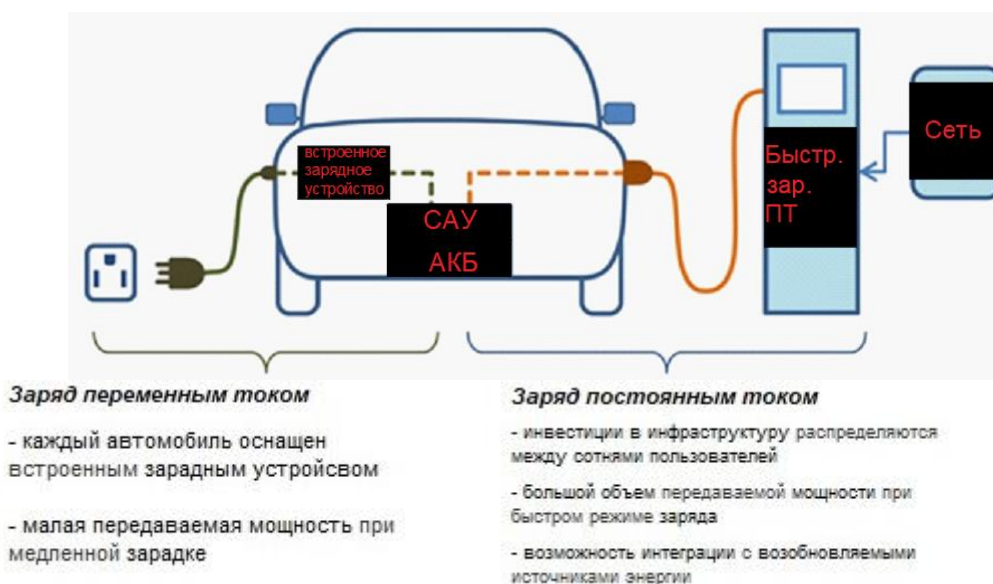 встроенное
зарядное
устройство
САУ
АКБ
Быстр.
зар.
ПТ
Сеть
Заряд переменным током
- каждый автомобиль оснащен
встроенным зарадным устройсвом
- малая передаваемая мощность при
медленной зарадке
Заряд постоянным током
- инвестиции в инфраструктуру распределяются
между сотнями пользователей
- большой объем передаваемой мощности при
быстром режиме заряда
- возможность интеграции с возобновляемыми
источниками энергии